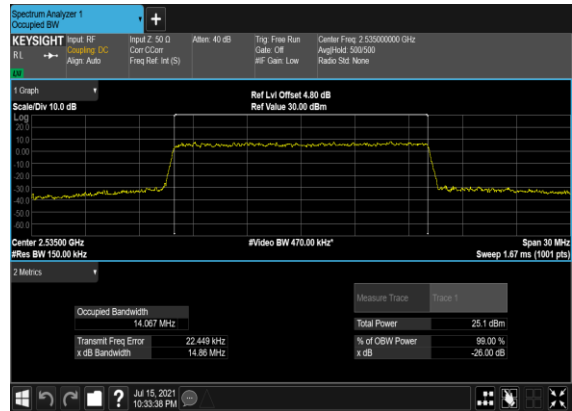 Spectrum Analyzer 1
Occupied BW
+
KEYSIGHT Input: RF Input Z: 50 Ω Atten: 40 dB Trig: Free Run Center Freq: 2.535000000 GHz
RL Coupling: DC Corr CCorr Gate: Off Avg|Hold: 500/500
Align: Auto Freq Ref: Int (S) #IF Gain: Low Radio Std: None
LV
1 Graph
Ref Lvl Offset 4.80 dB
Scale/Div 10.0 dB Ref Value 30.00 dBm
Log
20.0
10.0
0.00
-10.0
-20.0
-30.0
-40.0
-50.0
-60.0
Center 2.53500 GHz #Video BW 470.00 kHz* Span 30 MHz
#Res BW 150.00 kHz Sweep 1.67 ms (1001 pts)
2 Metrics
Measure Trace Trace 1
Occupied Bandwidth
14.067 MHz Total Power 25.1 dBm
Transmit Freq Error 22.449 kHz % of OBW Power 99.00 %
x dB Bandwidth 14.86 MHz x dB -26.00 dB
? Jul 15, 2021
10:33:38 PM